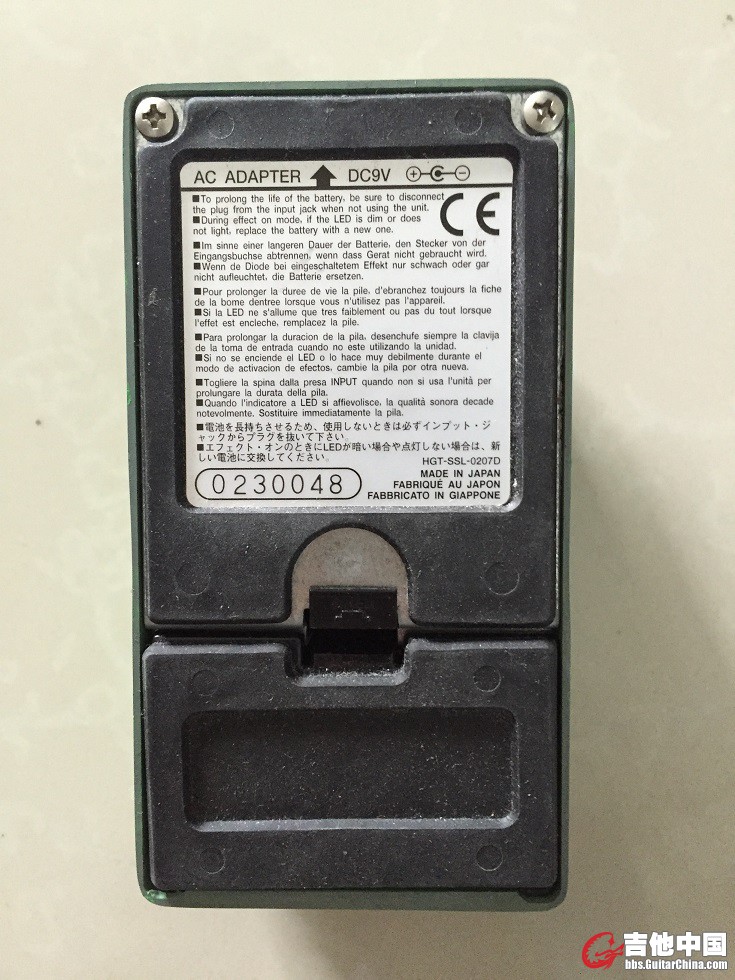 AC ADAPTER DC9V
CE
■To prolong the life of the battery, be sure to disconnect
the plug from the input jack when not using the unit.
■During effect on mode, if the LED is dim or does
not light, replace the battery with a new one.
■Im sinne einer langeren Dauer der Batterie, den Stecker von der
Eingangsbuchse abtrennen, wenn dass Gerat nicht gebraucht wird.
■Wenn de Diode bei eingeschaltetem Effekt nur schwach oder gar
nicht aufleuchtet, die Batterie ersetzen.
■Pour prolonger la duree de vie la pile, d'ebranchez toujours la fiche
de la bome dentree lorsque vous n'utilisez pas l'appareil.
■Si la LED ne s'allume que tres faiblement ou pas du tout lorsque
l'effet est encleche, remplacez la pile.
■Para prolongar la duracion de la pila, desenchufe siempre la clavija
de la toma de entrada cuando no este utilizando la unidad.
■Si no se enciende el LED o lo hace muy debilmente durante el
modo de activacion de efectos, cambie la pila por otra nueva.
■Togliere la spina dalla presa INPUT quando non si usa l'unità per
prolungare la durata della pila.
■Quando l'indicatore a LED si affievolisce, la qualità sonora decade
notevolmente. Sostituire immediatamente la pila.
■電池を長持ちさせるため、使用しないときは必ずインプット・ジ
ャックからプラグを抜いて下さい。
■エフェクト・オンのときにLEDが暗い場合や点灯しない場合は、新
しい電池に交換してください。
HGT-SSL-0207D
MADE IN JAPAN
FABRIQUÉ AU JAPON
FABBRICATO IN GIAPPONE
0230048
吉他中国
bbs.GuitarChina.com